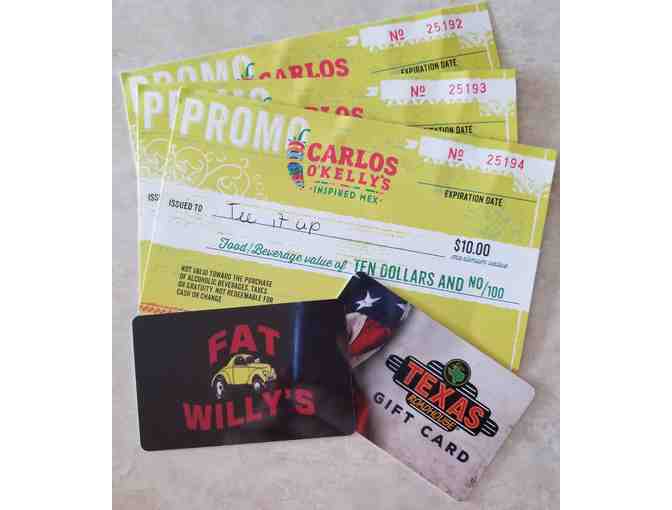 Nº 25192
PROMO CARLOS
EXPIRATION DATE
Nº 25193
PROMO CARLOS
EXPIRATION DATE
Nº 25194
PROMO
CARLOS
O'KELLY'S
• INSPIRED MEX •
EXPIRATION DATE
ISSUED TO Tee it up
$10.00
maximum value
Food/Beverage value of TEN DOLLARS AND NO/100
NOT VALID TOWARD THE PURCHASE
OF ALCOHOLIC BEVERAGES, TAXES
OR GRATUITY. NOT REDEEMABLE FOR
CASH OR CHANGE
FAT
WILLY'S
TEXAS
ROADHOUSE
GIFT CARD